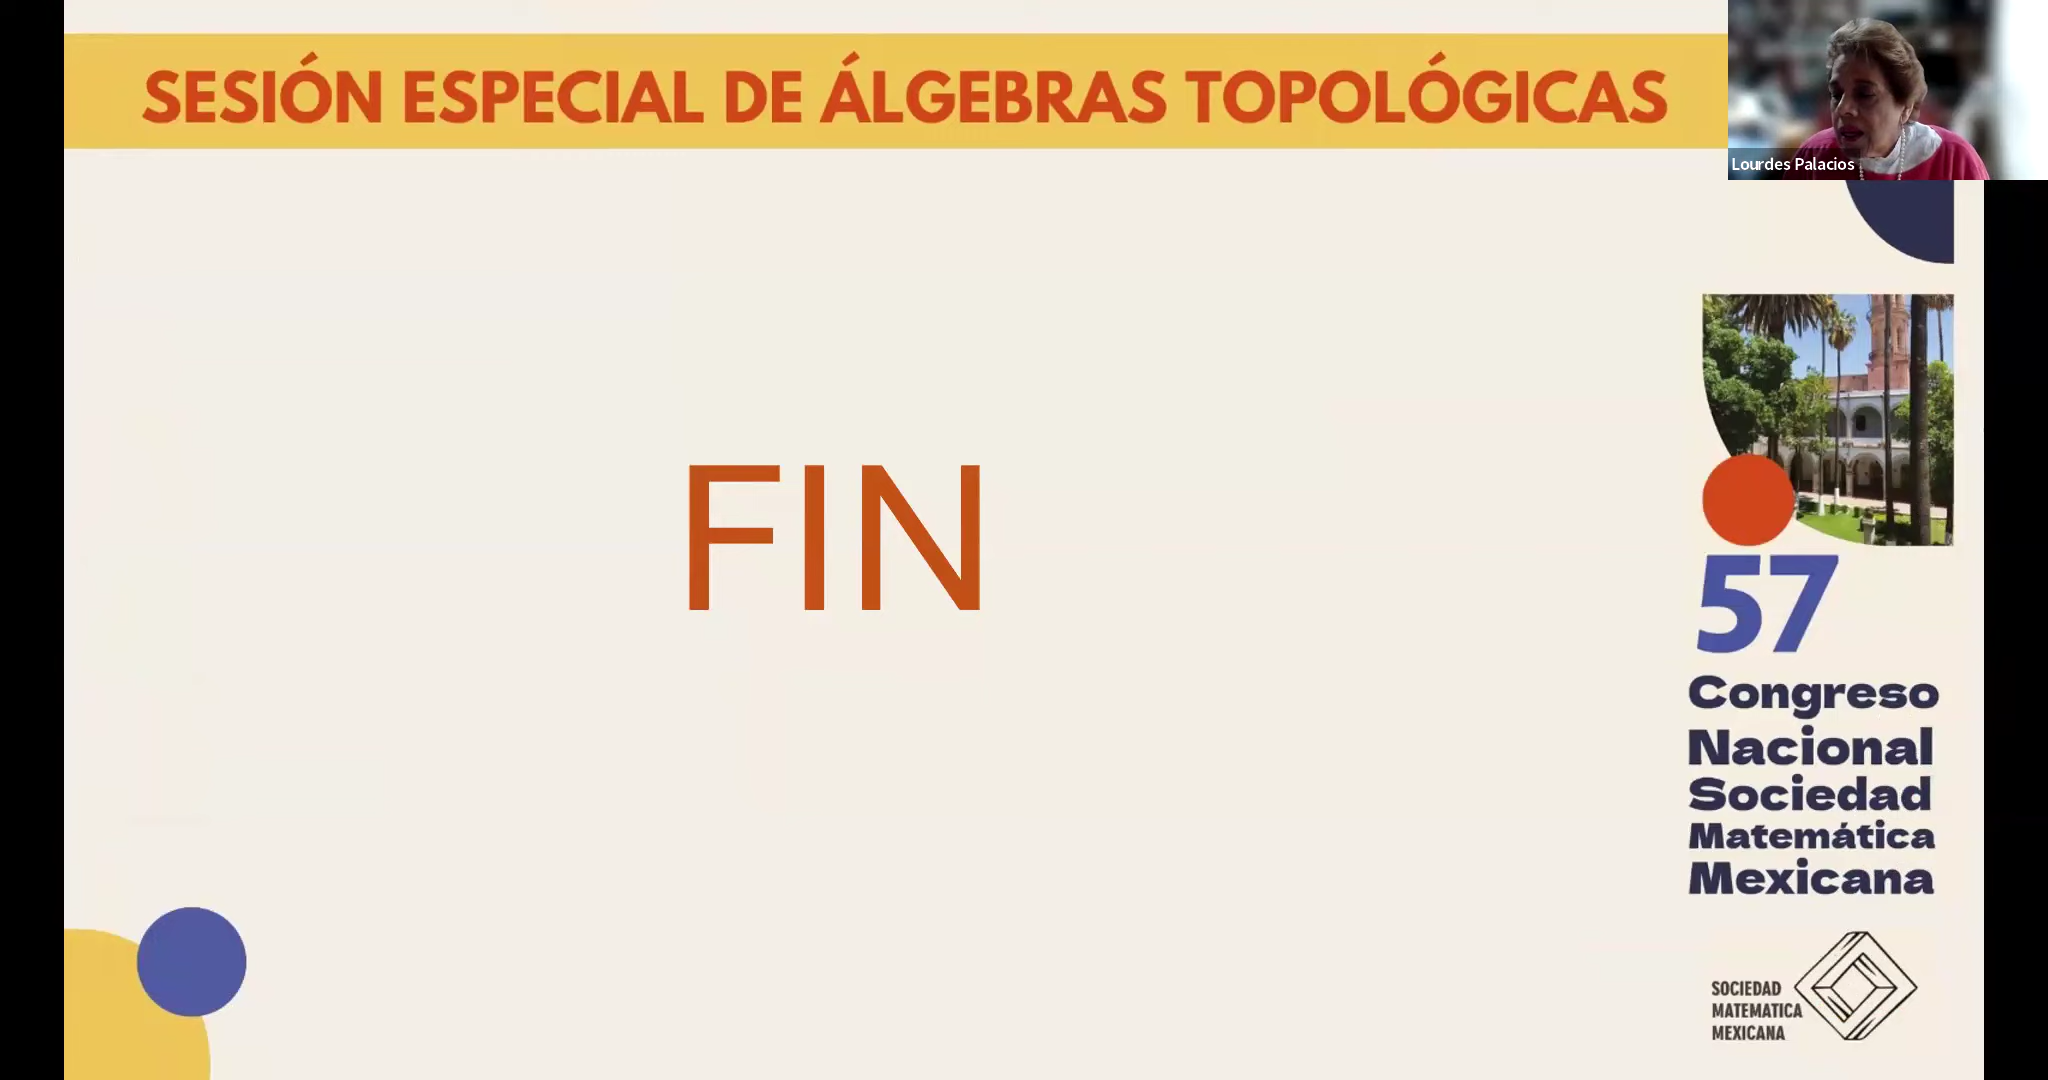 SESIÓN ESPECIAL DE ÁLGEBRAS TOPOLÓGICAS
Lourdes Palacios
FIN
57
Congreso
Nacional
Sociedad
Matemática
Mexicana
SOCIEDAD
MATEMATICA
MEXICANA